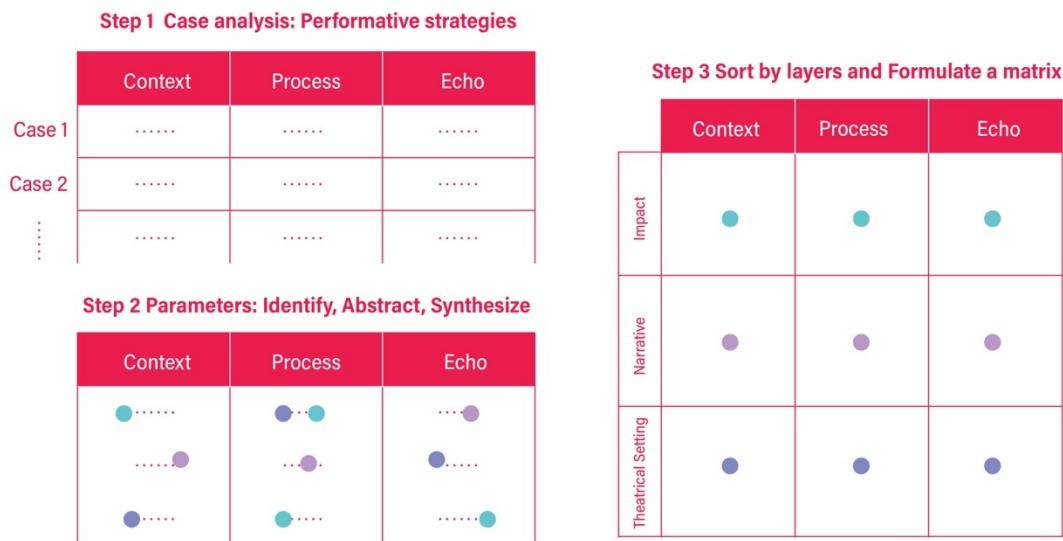 Step 1 Case analysis: Performative strategies
Context Process Echo
Case 1 ...... ...... ......
Case 2 ...... ...... ......
...... ...... ...... ......
Step 2 Parameters: Identify, Abstract, Synthesize
Context Process Echo
Step 3 Sort by layers and Formulate a matrix
Context Process Echo
Impact
Narrative
Theatrical Setting